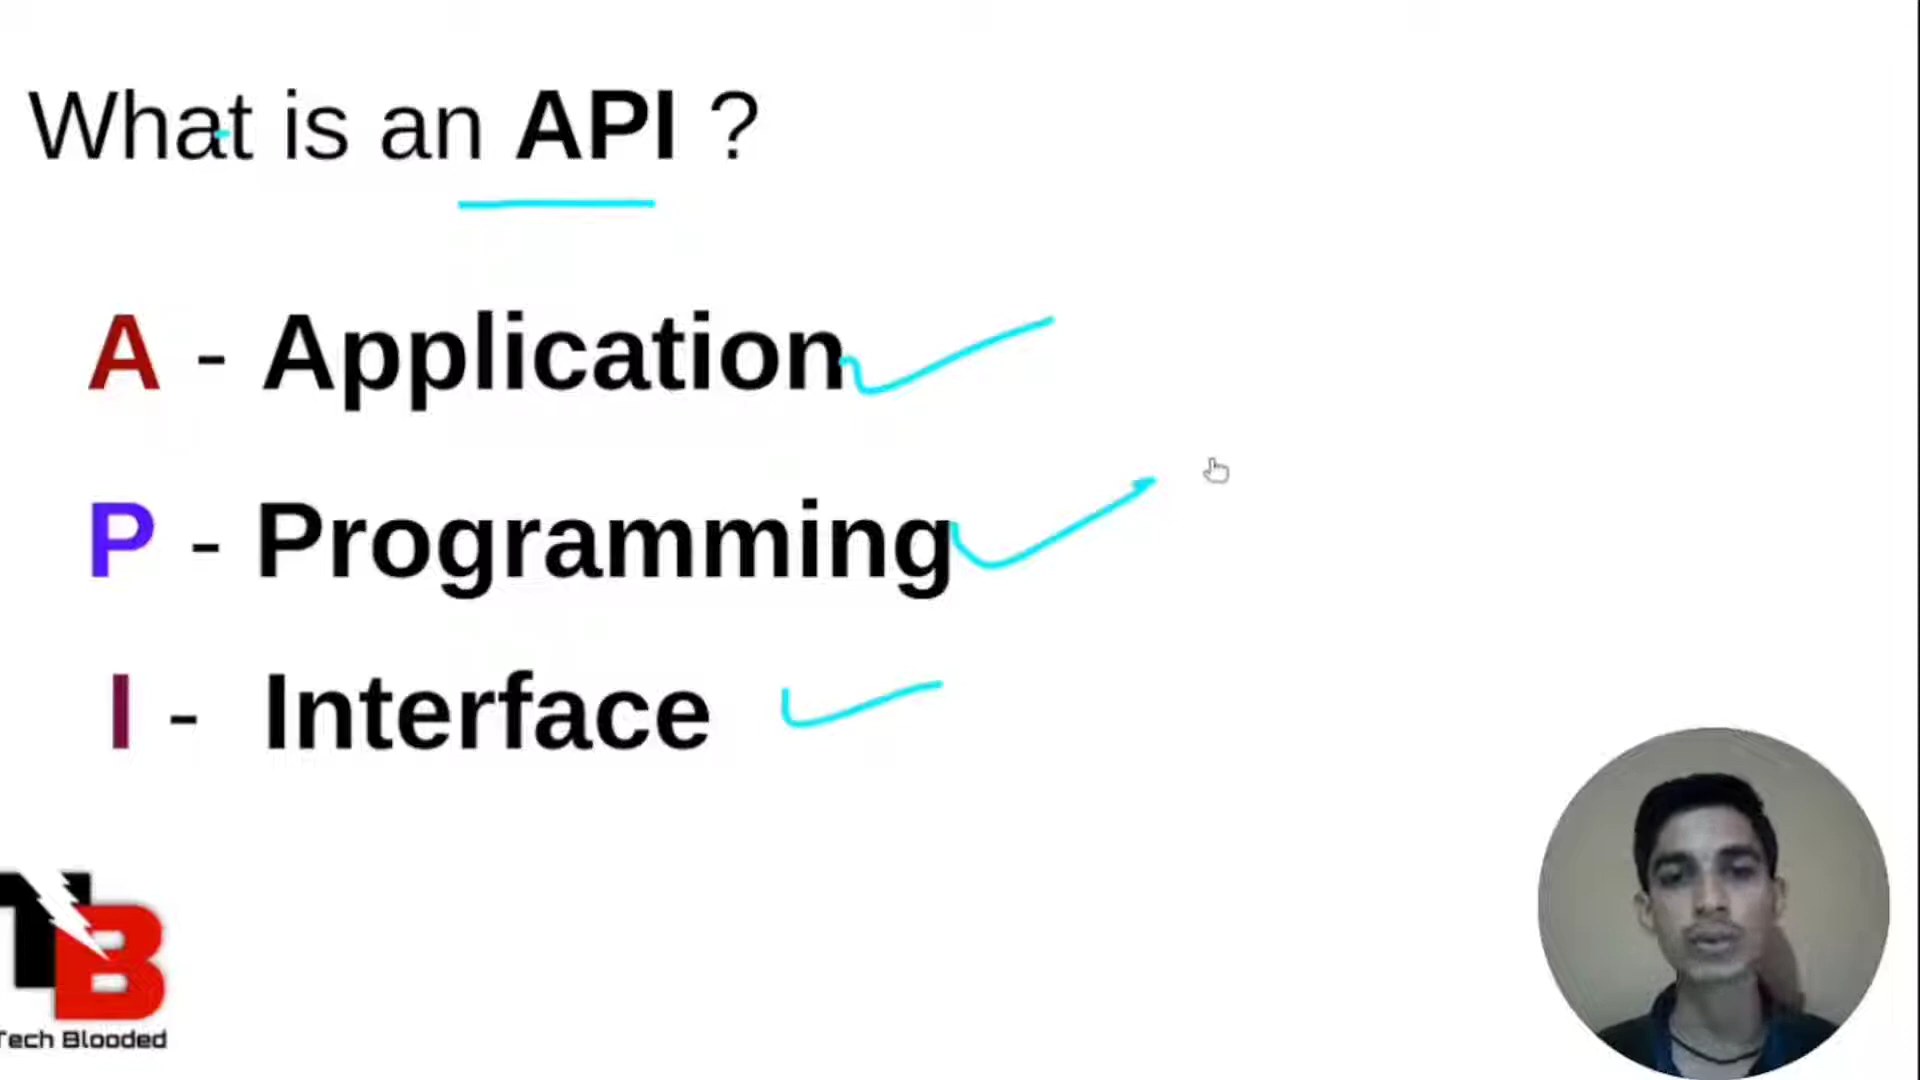 What is an API ?
A - Application
P - Programming
I - Interface
B
Tech Blooded